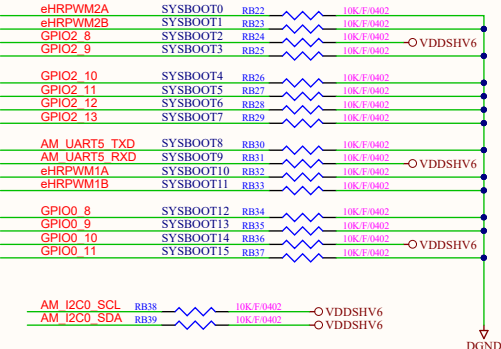 eHRPWM2A SYSBOOT0 RB22 10K/F/0402
eHRPWM2B SYSBOOT1 RB23 10K/F/0402
GPIO2_8 SYSBOOT2 RB24 10K/F/0402 VDDSHV6
GPIO2_9 SYSBOOT3 RB25 10K/F/0402
GPIO2_10 SYSBOOT4 RB26 10K/F/0402
GPIO2_11 SYSBOOT5 RB27 10K/F/0402
GPIO2_12 SYSBOOT6 RB28 10K/F/0402
GPIO2_13 SYSBOOT7 RB29 10K/F/0402
AM_UART5_TXD SYSBOOT8 RB30 10K/F/0402
AM_UART5_RXD SYSBOOT9 RB31 10K/F/0402 VDDSHV6
eHRPWM1A SYSBOOT10 RB32 10K/F/0402
eHRPWM1B SYSBOOT11 RB33 10K/F/0402
GPIO0_8 SYSBOOT12 RB34 10K/F/0402
GPIO0_9 SYSBOOT13 RB35 10K/F/0402
GPIO0_10 SYSBOOT14 RB36 10K/F/0402 VDDSHV6
GPIO0_11 SYSBOOT15 RB37 10K/F/0402
AM_I2C0_SCL RB38 10K/F/0402 VDDSHV6
AM_I2C0_SDA RB39 10K/F/0402 VDDSHV6
DGND